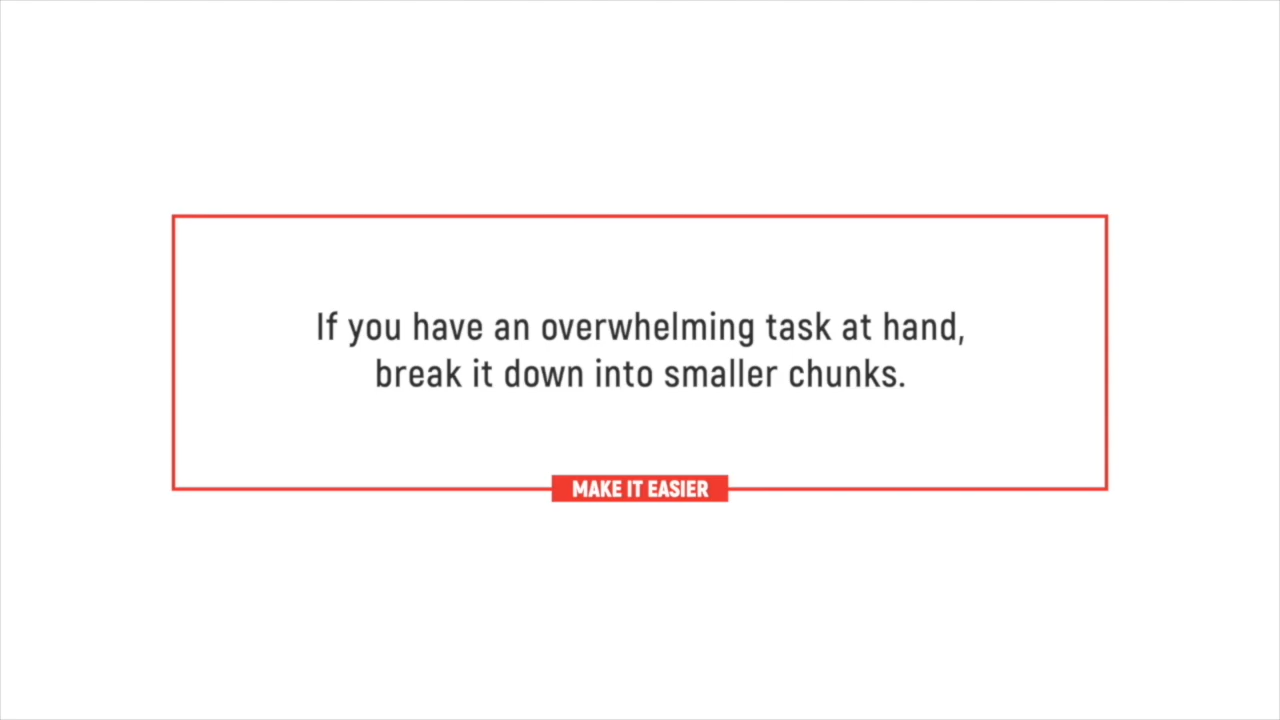 If you have an overwhelming task at hand,
break it down into smaller chunks.
MAKE IT EASIER